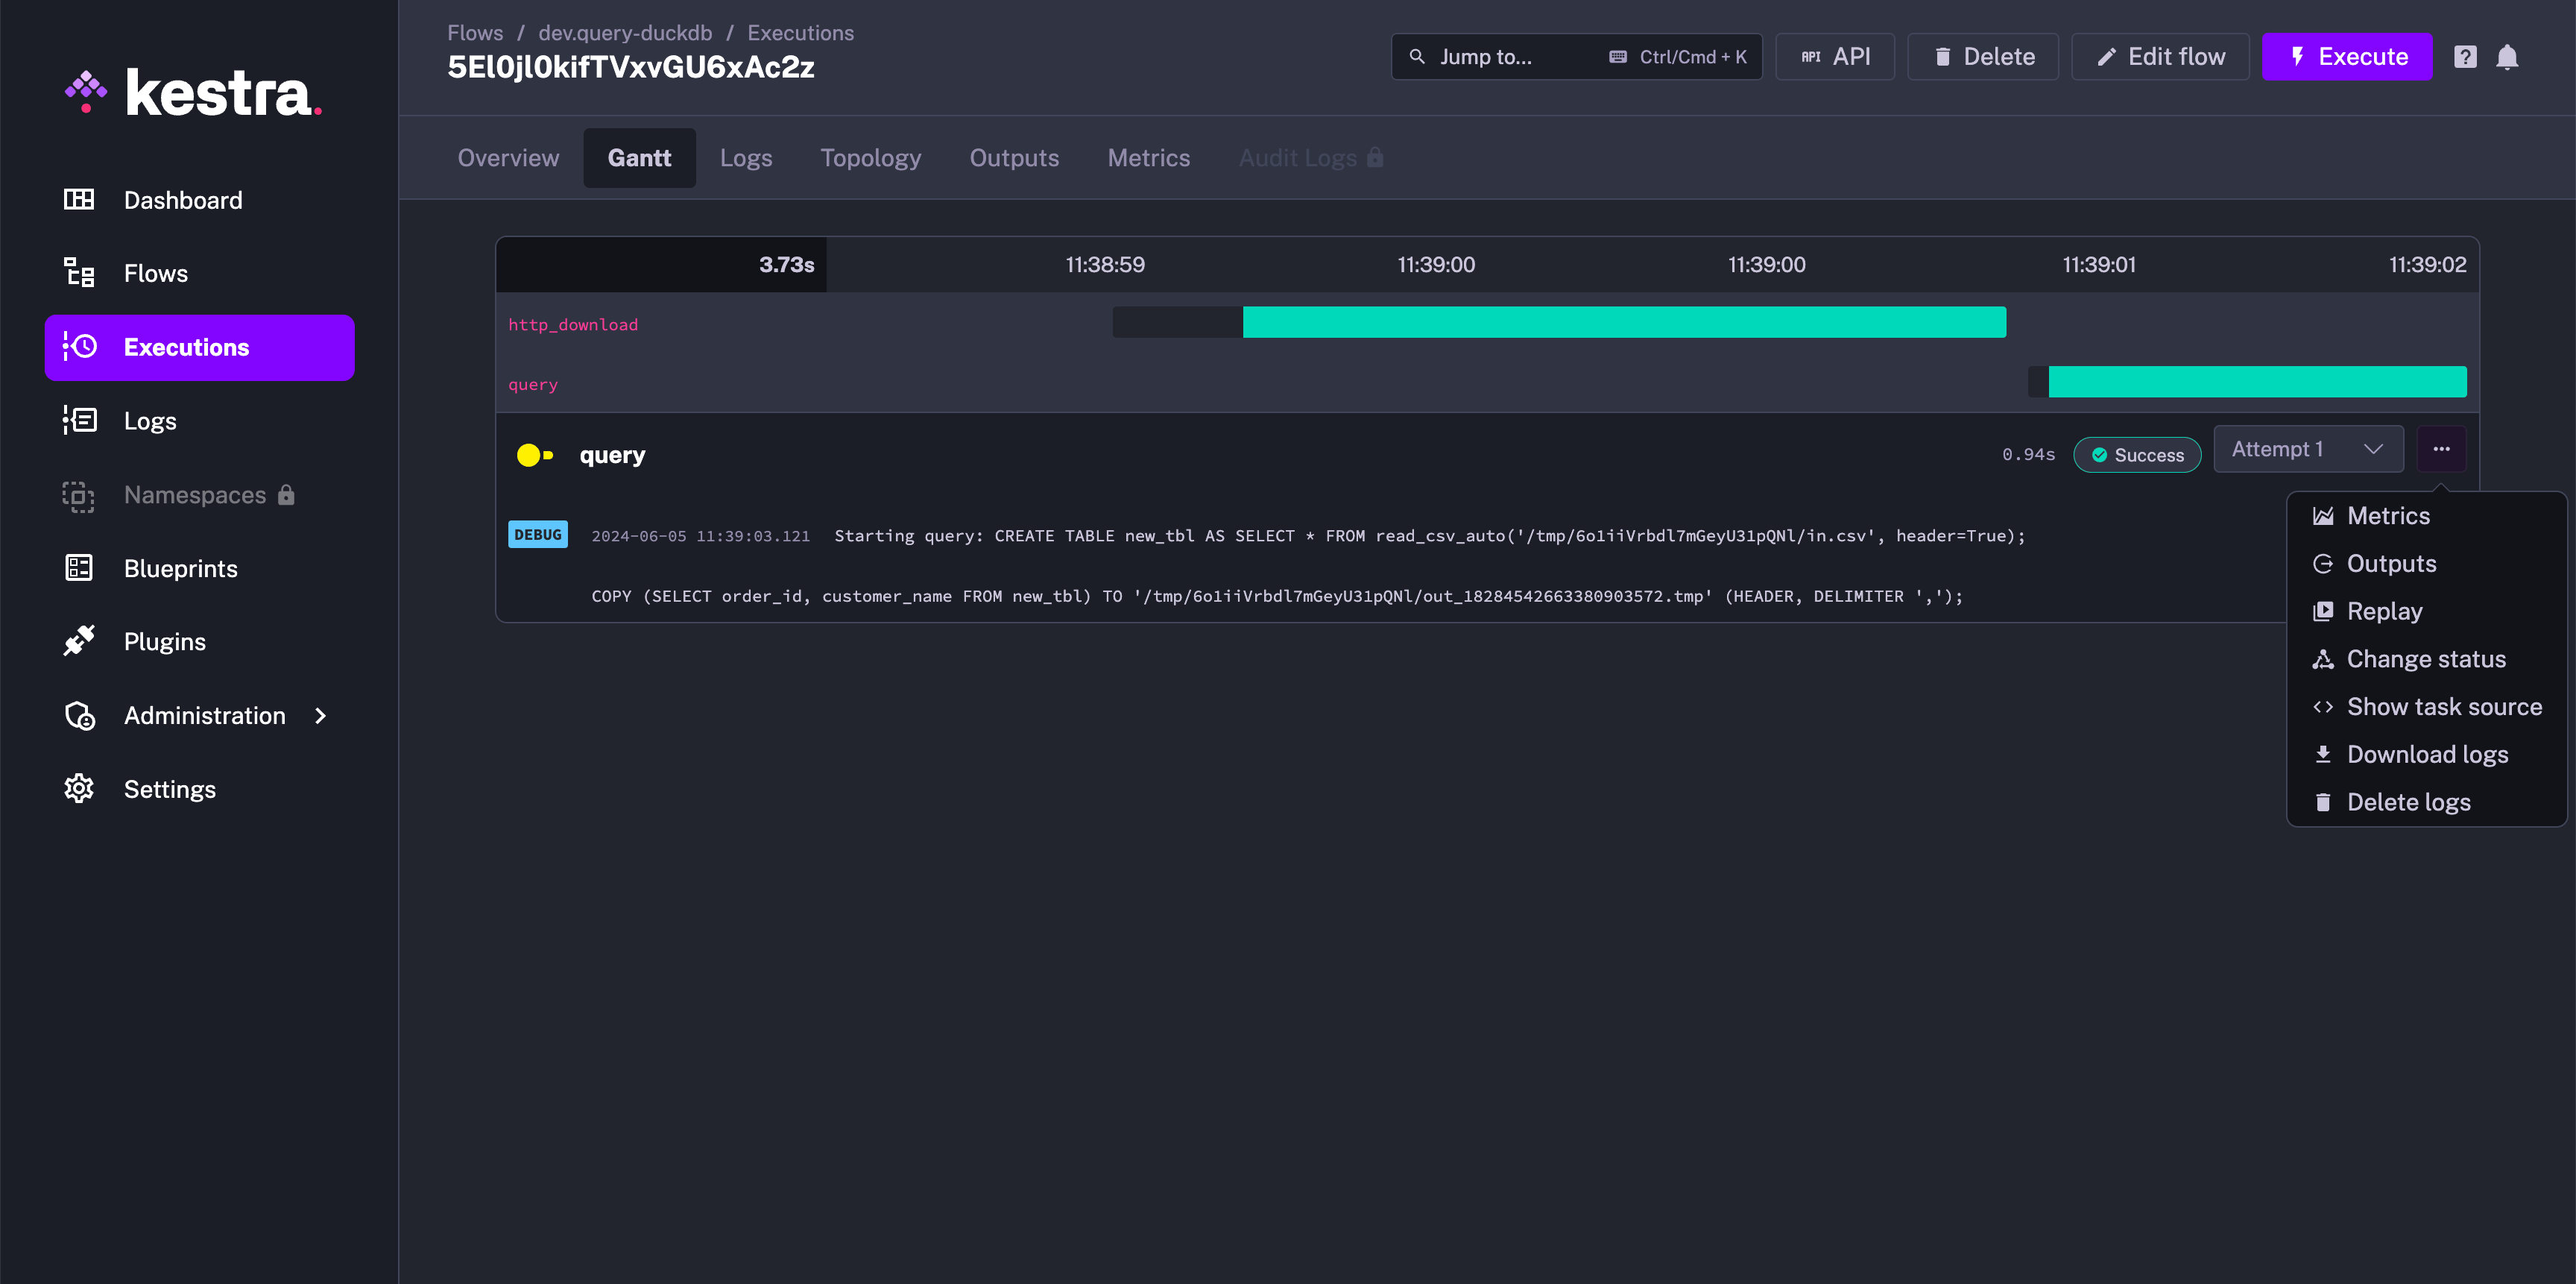 kestra.
Dashboard
Flows
Executions
Logs
Namespaces
Blueprints
Plugins
Administration
Settings
Flows / dev.query-duckdb / Executions
5El0jl0kifTVxvGU6xAc2z
Jump to... Ctrl/Cmd + K
API API
Delete
Edit flow
Execute
?
Overview Gantt Logs Topology Outputs Metrics Audit Logs
3.73s 11:38:59 11:39:00 11:39:00 11:39:01 11:39:02
http_download
query
query 0.94s Success Attempt 1
DEBUG 2024-06-05 11:39:03.121 Starting query: CREATE TABLE new_tbl AS SELECT * FROM read_csv_auto('/tmp/6o1iiVrbdl7mGeyU31pQNl/in.csv', header=True);
COPY (SELECT order_id, customer_name FROM new_tbl) TO '/tmp/6o1iiVrbdl7mGeyU31pQNl/out_18284542663380903572.tmp' (HEADER, DELIMITER ',');
Metrics
Outputs
Replay
Change status
Show task source
Download logs
Delete logs